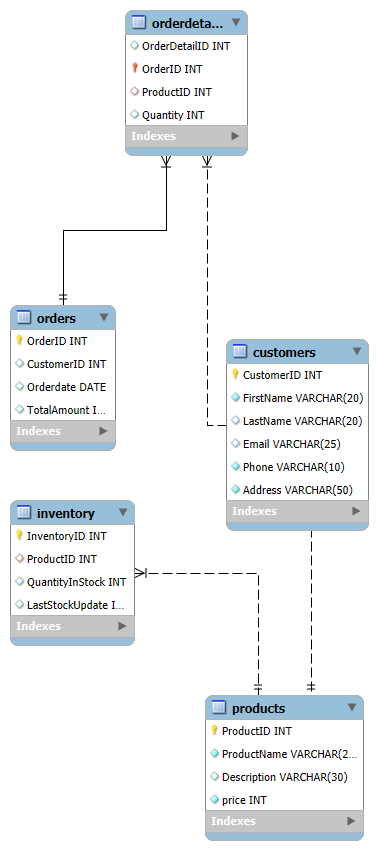 orderdeta...
OrderDetailID INT
OrderID INT
ProductID INT
Quantity INT
Indexes
orders
OrderID INT
CustomerID INT
Orderdate DATE
TotalAmount I...
Indexes
customers
CustomerID INT
FirstName VARCHAR(20)
LastName VARCHAR(20)
Email VARCHAR(25)
Phone VARCHAR(10)
Address VARCHAR(50)
Indexes
inventory
InventoryID INT
ProductID INT
QuantityInStock INT
LastStockUpdate I...
Indexes
products
ProductID INT
ProductName VARCHAR(2...
Description VARCHAR(30)
price INT
Indexes